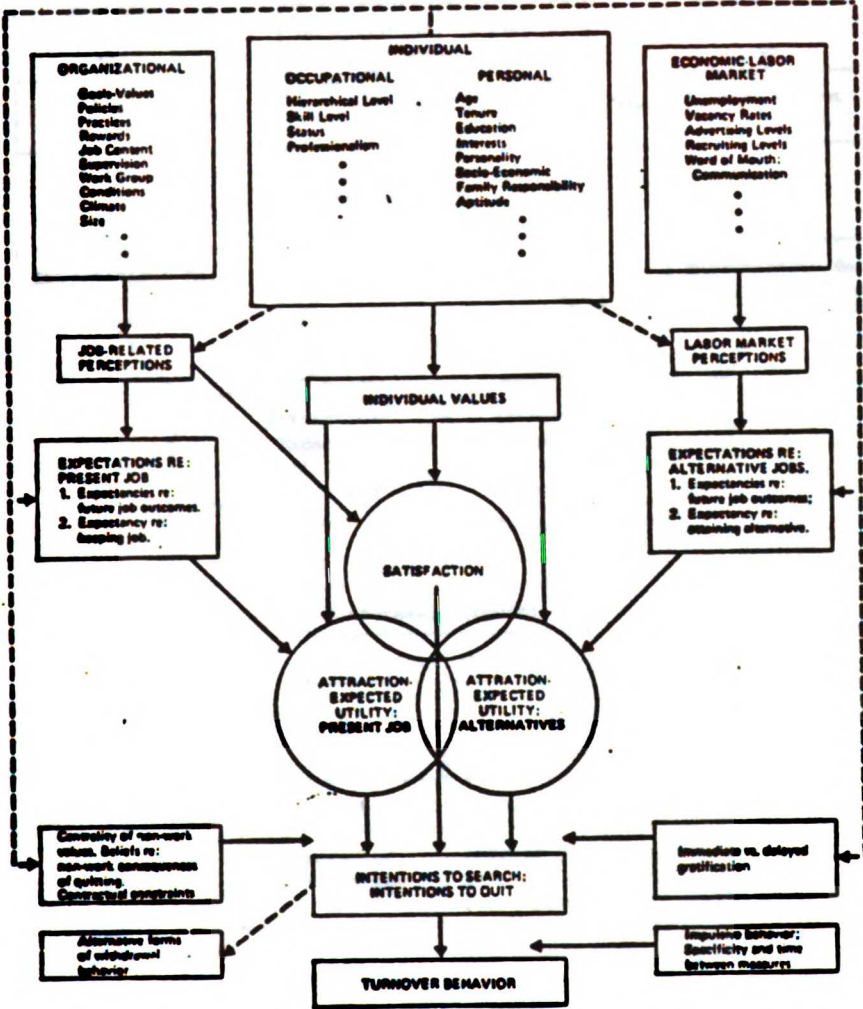 INDIVIDUAL
ORGANIZATIONAL
Goals-Values
Policies
Practices
Rewards
Job Content
Supervision
Work Group
Conditions
Climate
Size
OCCUPATIONAL
Hierarchical Level
Skill Level
Status
Professionalism
PERSONAL
Age
Tenure
Education
Interests
Personality
Socio-Economic
Family Responsibility
Aptitude
ECONOMIC-LABOR
MARKET
Unemployment
Vacancy Rates
Advertising Levels
Recruiting Levels
Word of Mouth:
Communication
JOB-RELATED
PERCEPTIONS
LABOR MARKET
PERCEPTIONS
INDIVIDUAL VALUES
EXPECTATIONS RE:
PRESENT JOB
1. Expectancies re:
future job outcomes.
2. Expectancy re:
keeping job.
EXPECTATIONS RE:
ALTERNATIVE JOBS.
1. Expectancies re:
future job outcomes;
2. Expectancy re:
attaining alternative.
SATISFACTION
ATTRACTION-
EXPECTED
UTILITY:
PRESENT JOB
ATTRATION-
EXPECTED
UTILITY:
ALTERNATIVES
Centrality of non-work
values. Beliefs re:
non-work consequences
of quitting.
Contractual constraints
INTENTIONS TO SEARCH:
INTENTIONS TO QUIT
Immediate vs. delayed
gratification
Alternative forms
of withdrawal
behavior
Impulsive behavior;
Specificity and time
between measures
TURNOVER BEHAVIOR